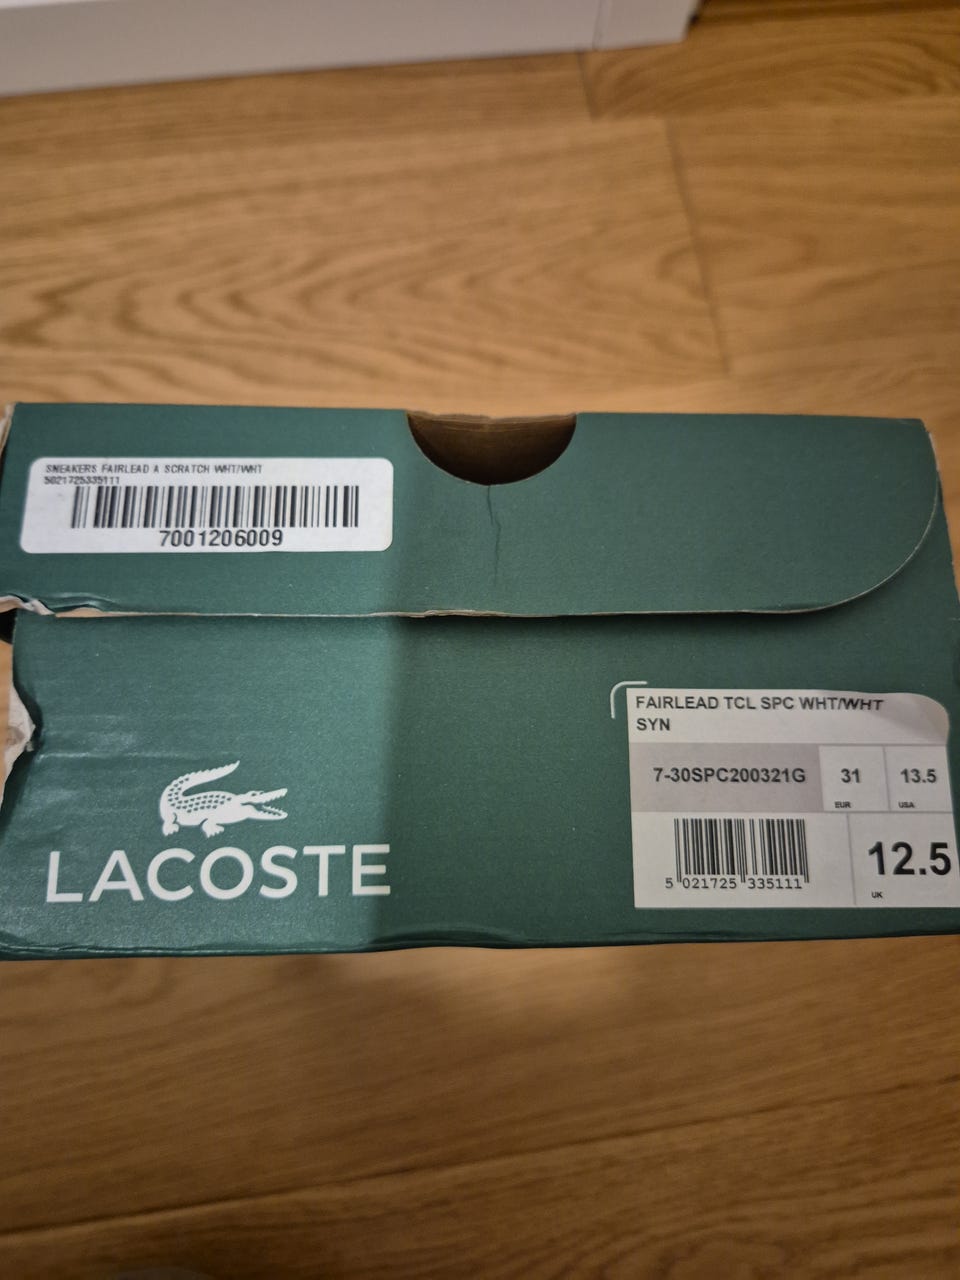 SNEAKERS FAIRLEAD A SCRATCH WHT/WHT
5021725335111
7001206009
FAIRLEAD TCL SPC WHT/WHT
SYN
7-30SPC200321G
31
13.5
EUR
USA
5 021725 335111
12.5
UK
LACOSTE